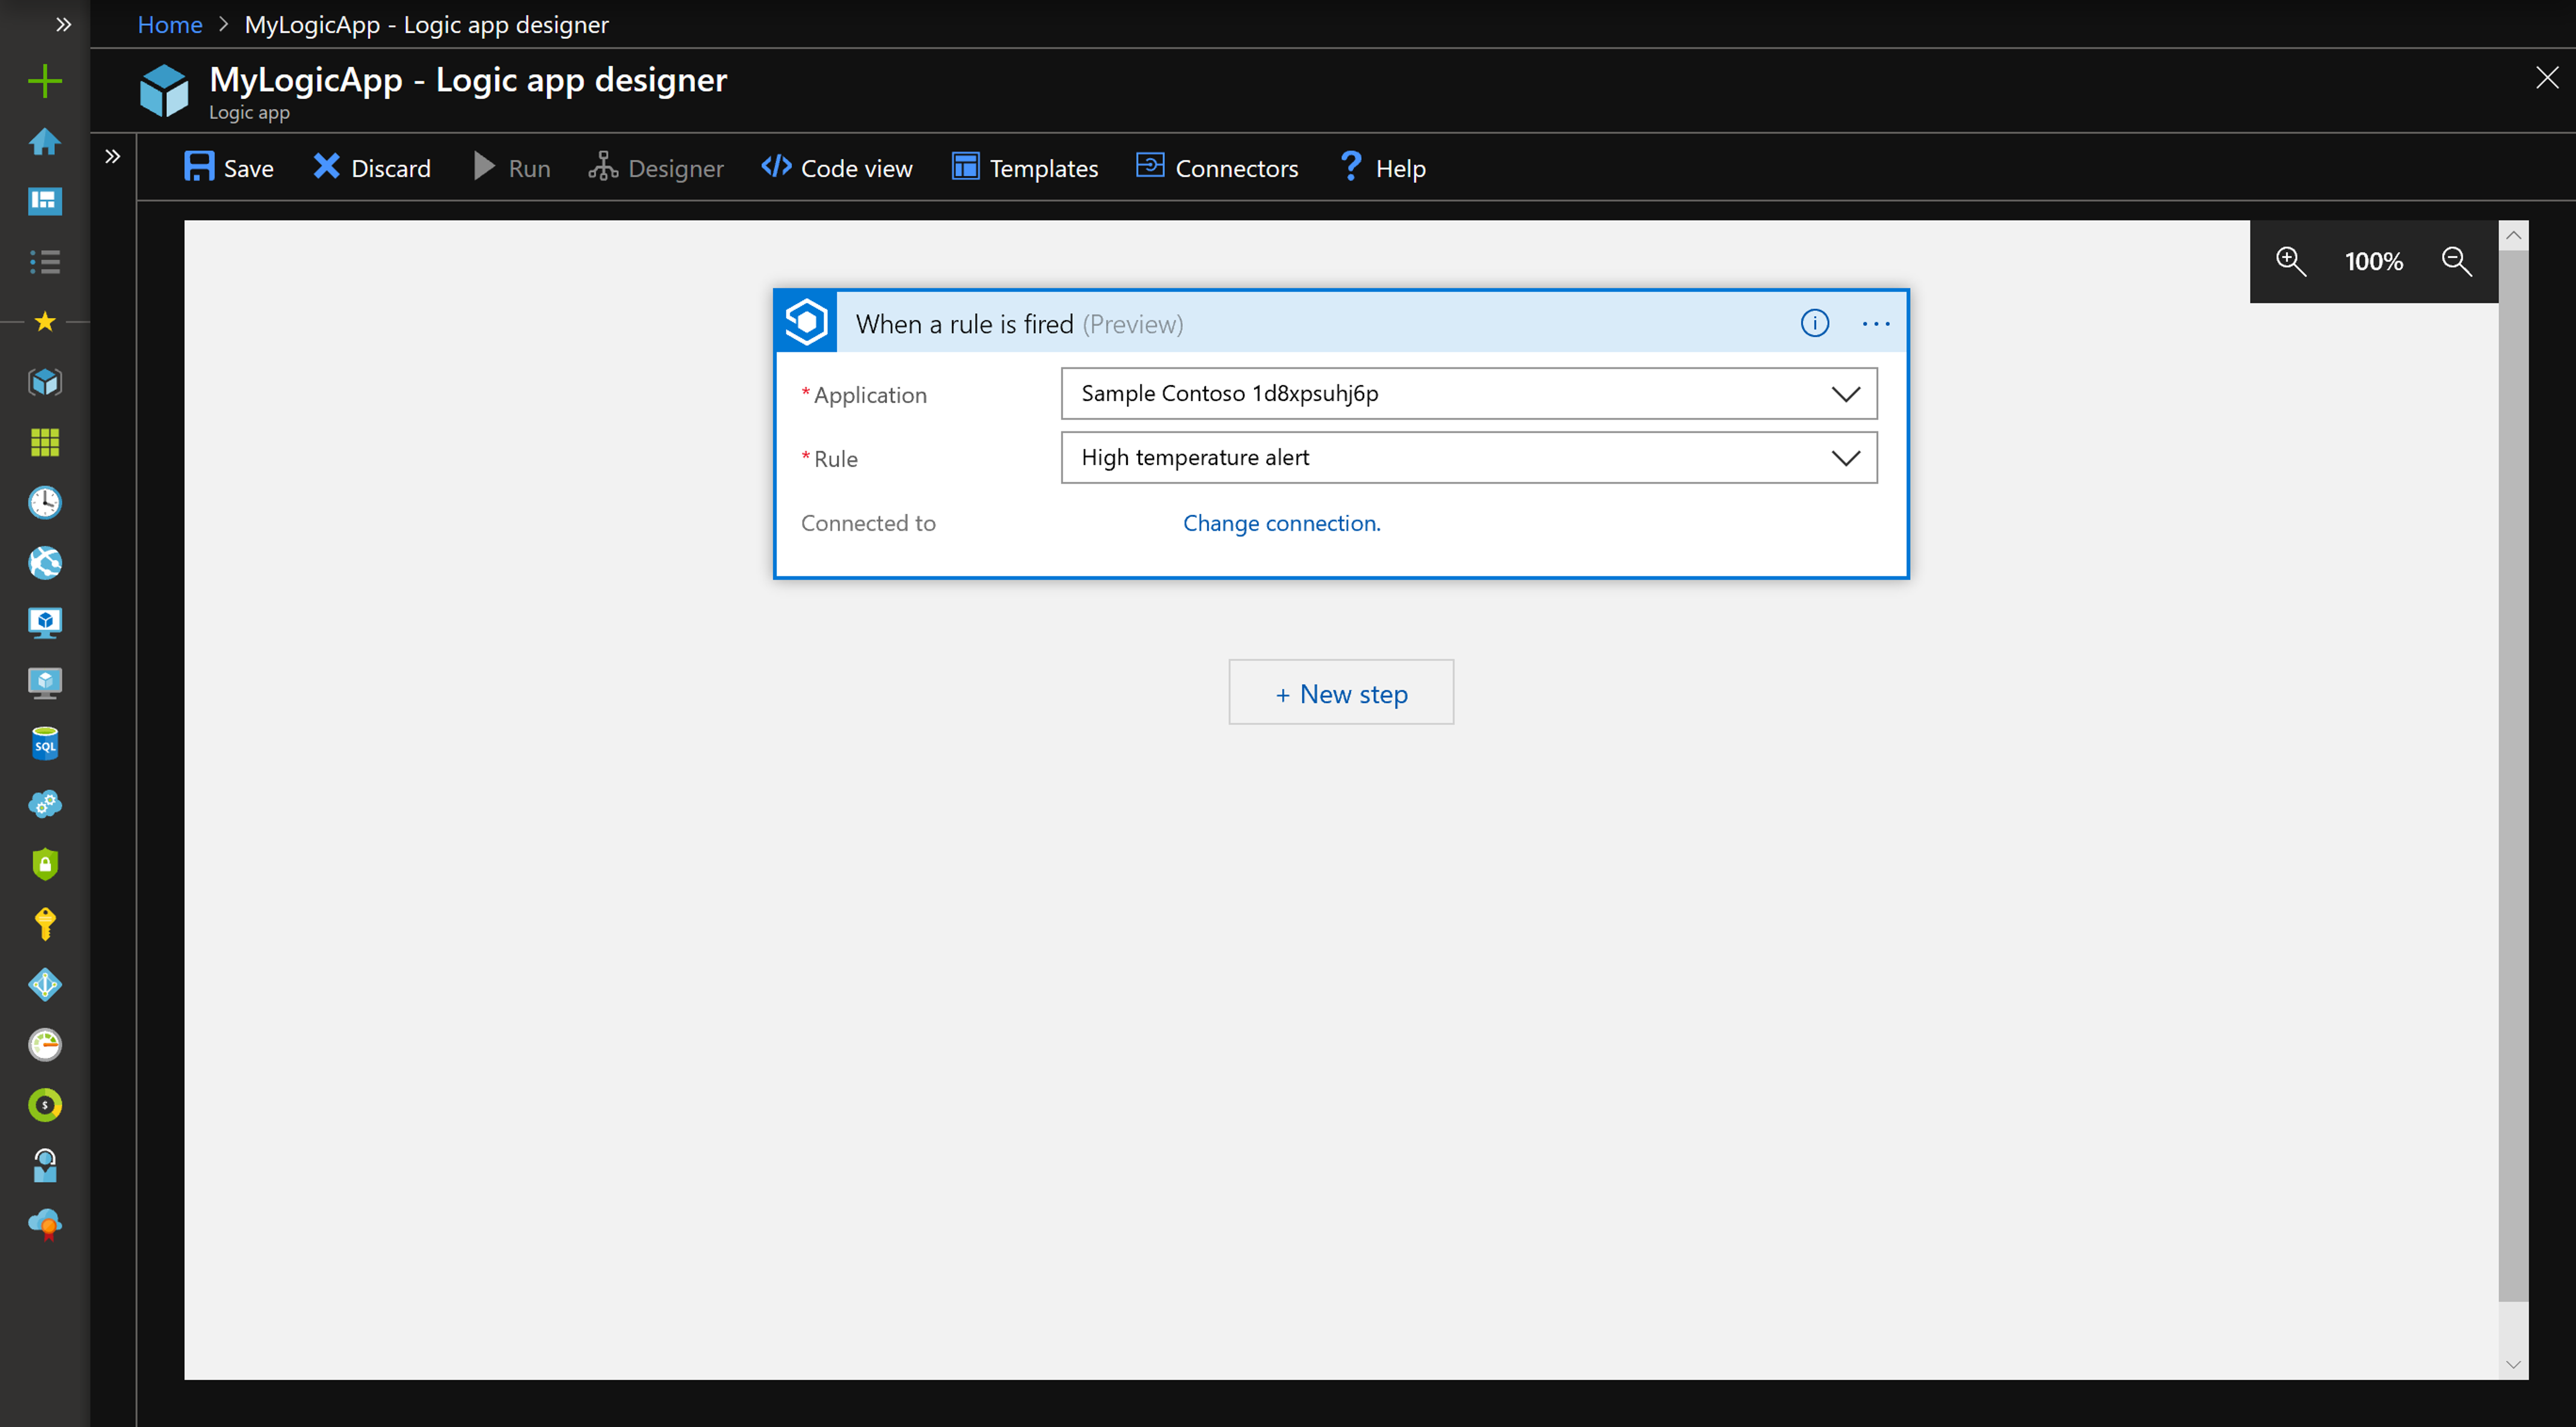 Home > MyLogicApp - Logic app designer
MyLogicApp - Logic app designer
Logic app
Save Discard Run Designer Code view Templates Connectors Help
100%
When a rule is fired (Preview)
* Application Sample Contoso 1d8xpsuhj6p
* Rule High temperature alert
Connected to Change connection.
+ New step
SQL